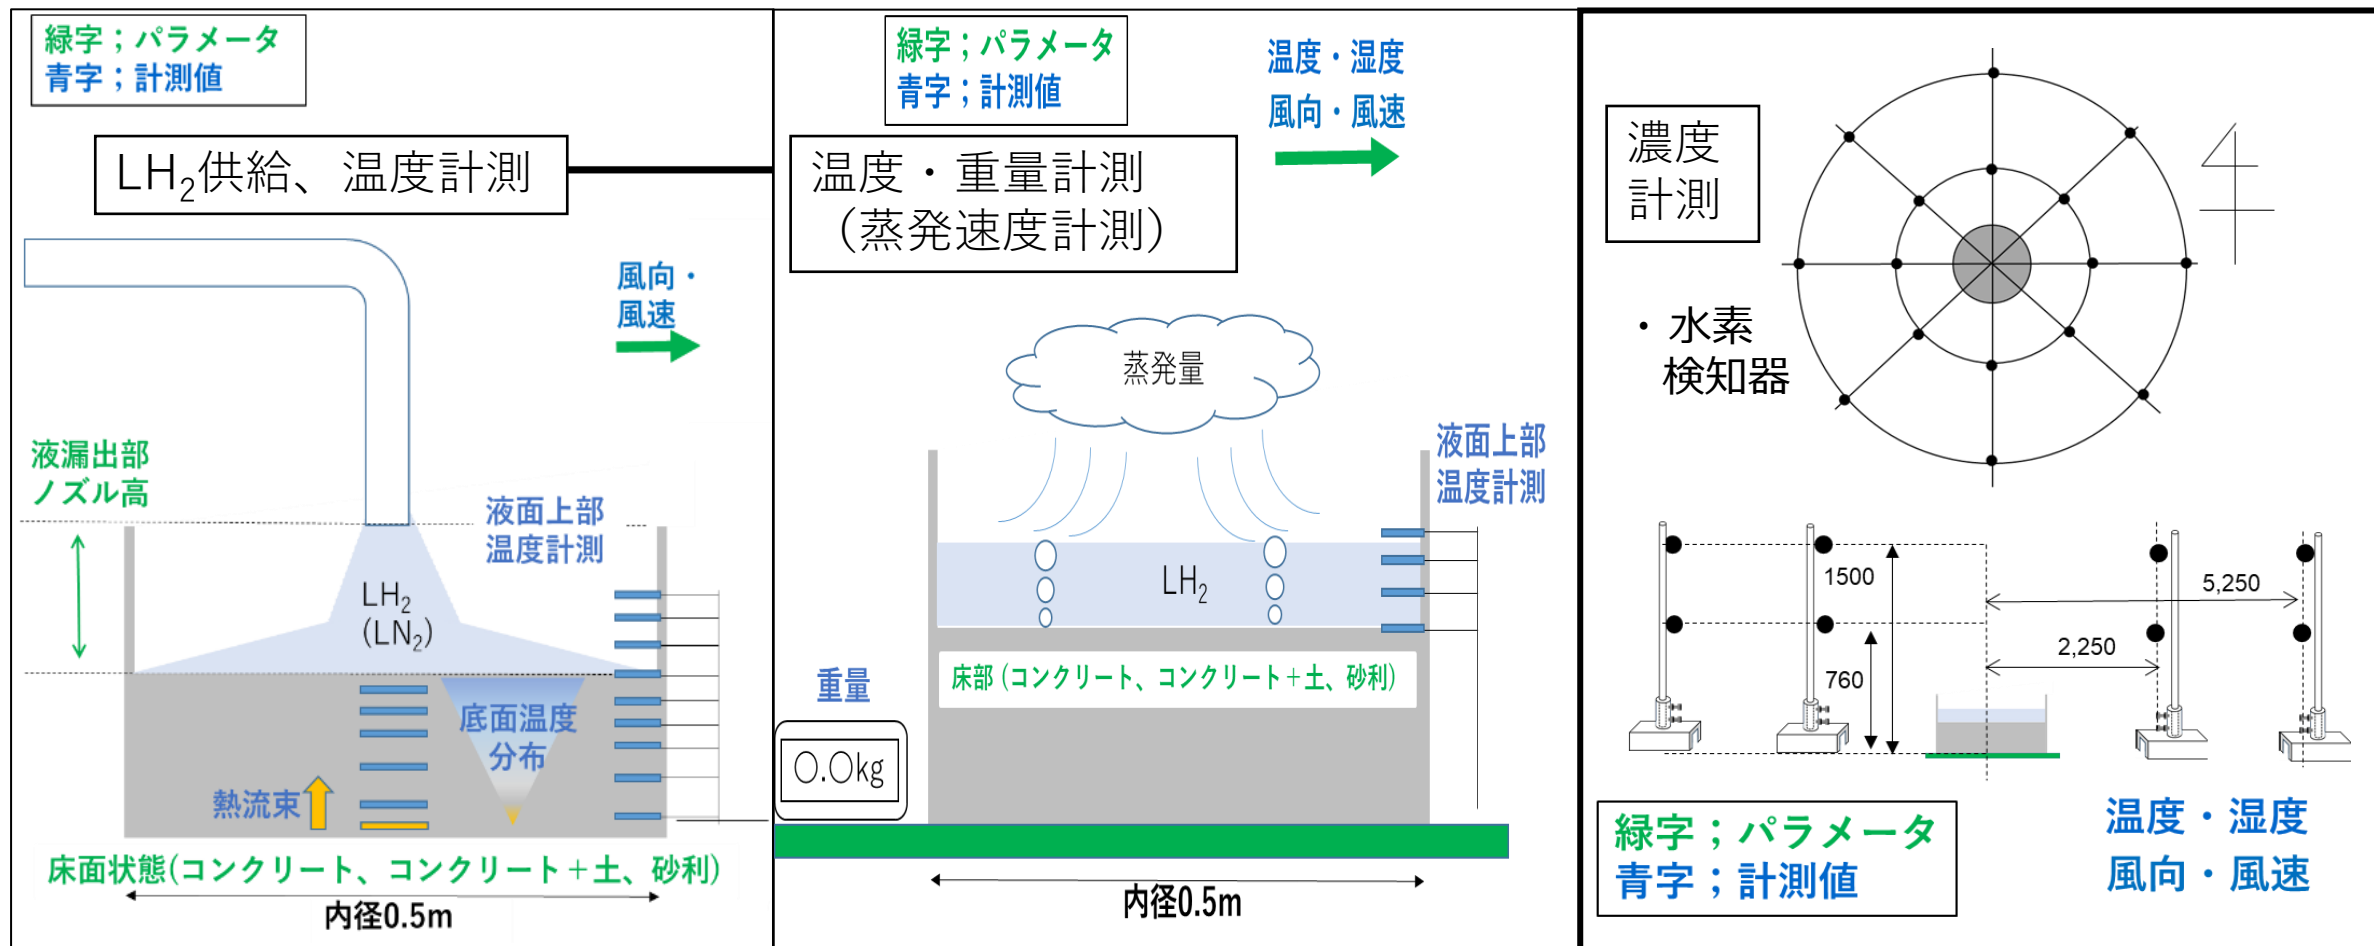 緑字；パラメータ
青字；計測値
LH₂供給、温度計測
風向・
風速
液漏出部
ノズル高
液面上部
温度計測
LH₂
(LN₂)
底面温度
分布
熱流束
床面状態(コンクリート、コンクリート＋土、砂利)
内径0.5m
緑字；パラメータ
青字；計測値
温度・湿度
風向・風速
温度・重量計測
（蒸発速度計測）
蒸発量
液面上部
温度計測
LH₂
床部 (コンクリート、コンクリート＋土、砂利)
重量
○.○kg
内径0.5m
濃度
計測
・水素
検知器
1500
5,250
2,250
760
緑字；パラメータ
青字；計測値
温度・湿度
風向・風速